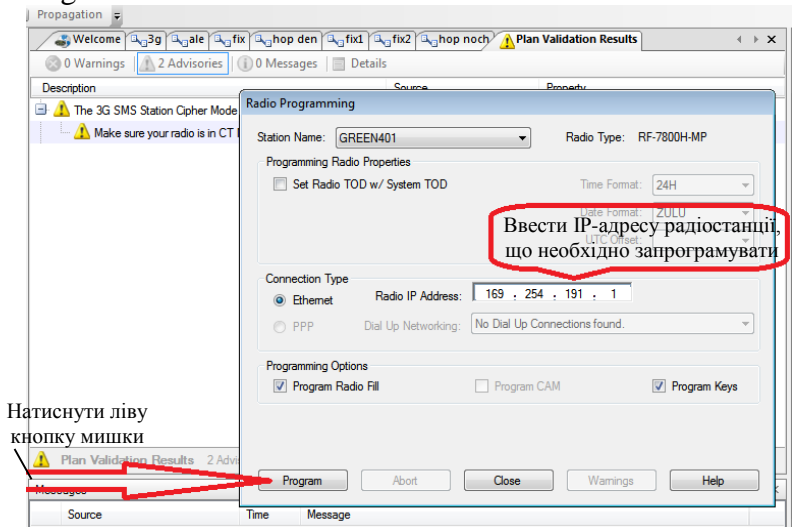 Propagation
Welcome 3g ale fix hop den fix1 fix2 hop noch Plan Validation Results
0 Warnings 2 Advisories 0 Messages Details
Description Source Property
The 3G SMS Station Cipher Mode
Make sure your radio is in CT
Radio Programming
Station Name: GREEN401 Radio Type: RF-7800H-MP
Programming Radio Properties
Set Radio TOD w/ System TOD Time Format: 24H
Date Format: ZULU
UTC Offset:
Ввести IP-адресу радіостанції,
що необхідно запрограмувати
Connection Type
Ethernet Radio IP Address: 169 . 254 . 191 . 1
PPP Dial Up Networking: No Dial Up Connections found.
Programming Options
Program Radio Fill Program CAM Program Keys
Натиснути ліву
кнопку мишки
Plan Validation Results 2 Advi
Program Abort Close Warnings Help
Messages
Source Time Message